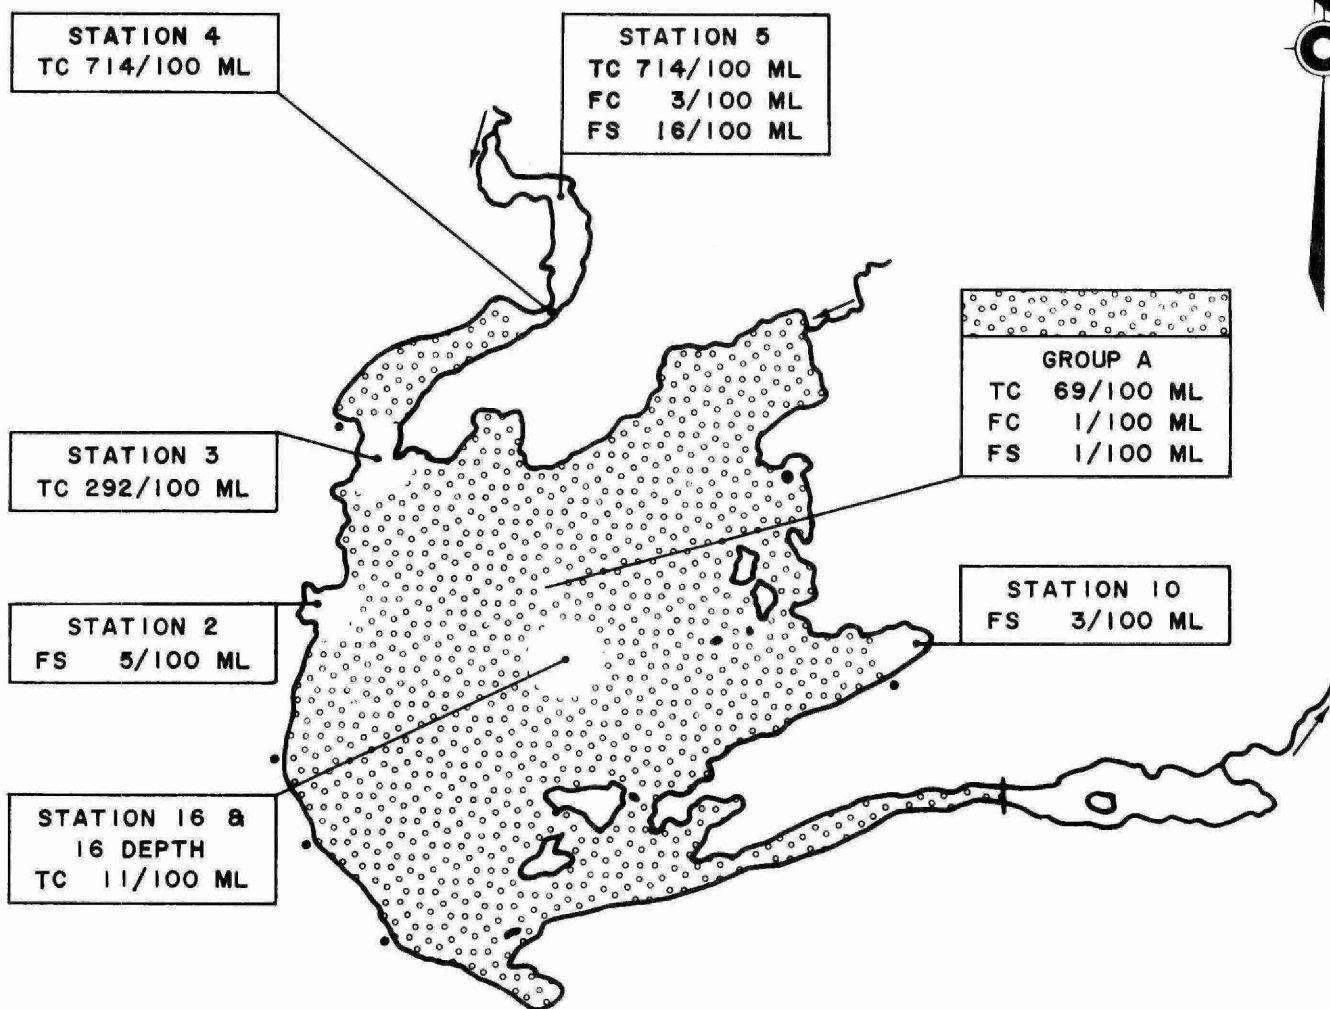 STATION 4
TC 714/100 ML
STATION 5
TC 714/100 ML
FC 3/100 ML
FS 16/100 ML
GROUP A
TC 69/100 ML
FC 1/100 ML
FS 1/100 ML
STATION 3
TC 292/100 ML
STATION 10
FS 3/100 ML
STATION 2
FS 5/100 ML
STATION 16 &
16 DEPTH
TC 11/100 ML